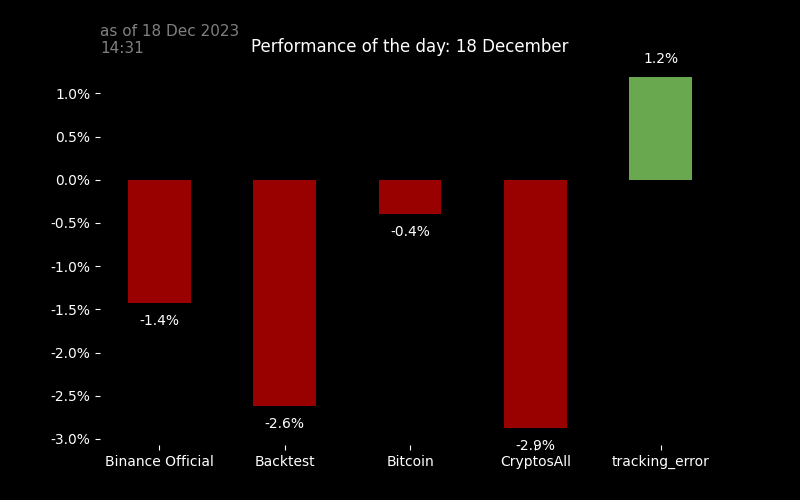 as of 18 Dec 2023
14:31
Performance of the day: 18 December
1.2%
1.0%
0.5%
0.0%
-0.5%
-0.4%
-1.0%
-1.5%
-1.4%
-2.0%
-2.5%
-2.6%
-3.0%
-2.9%
Binance Official
Backtest
Bitcoin
CryptosAll
tracking_error